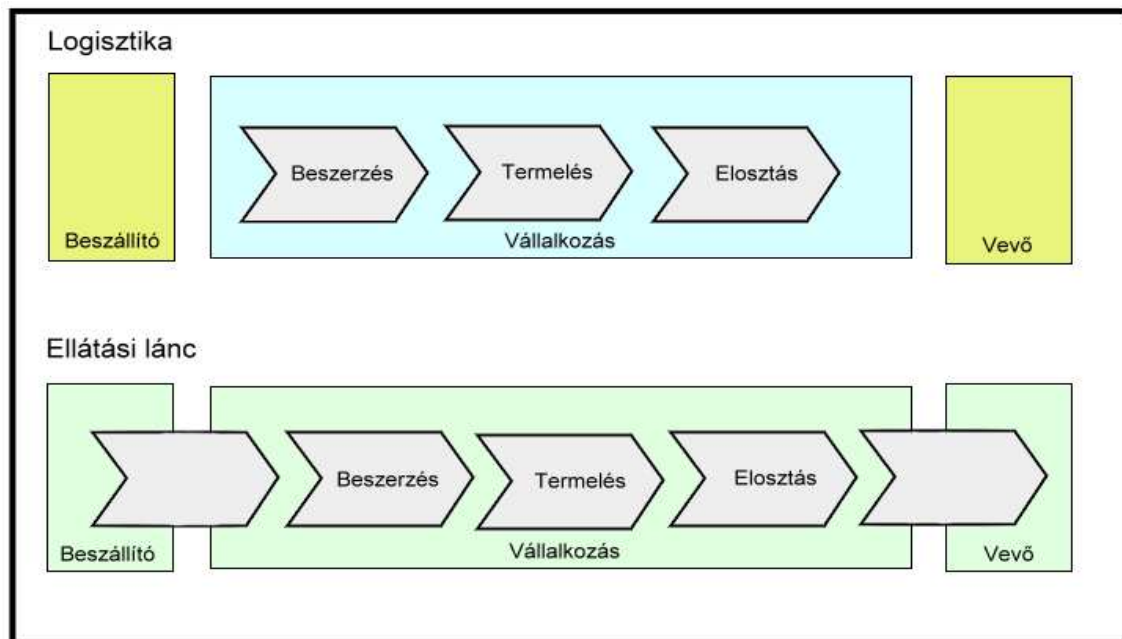 Logisztika
Beszerzés
Termelés
Elosztás
Beszállító
Vállalkozás
Vevő
Ellátási lánc
Beszerzés
Termelés
Elosztás
Beszállító
Vállalkozás
Vevő